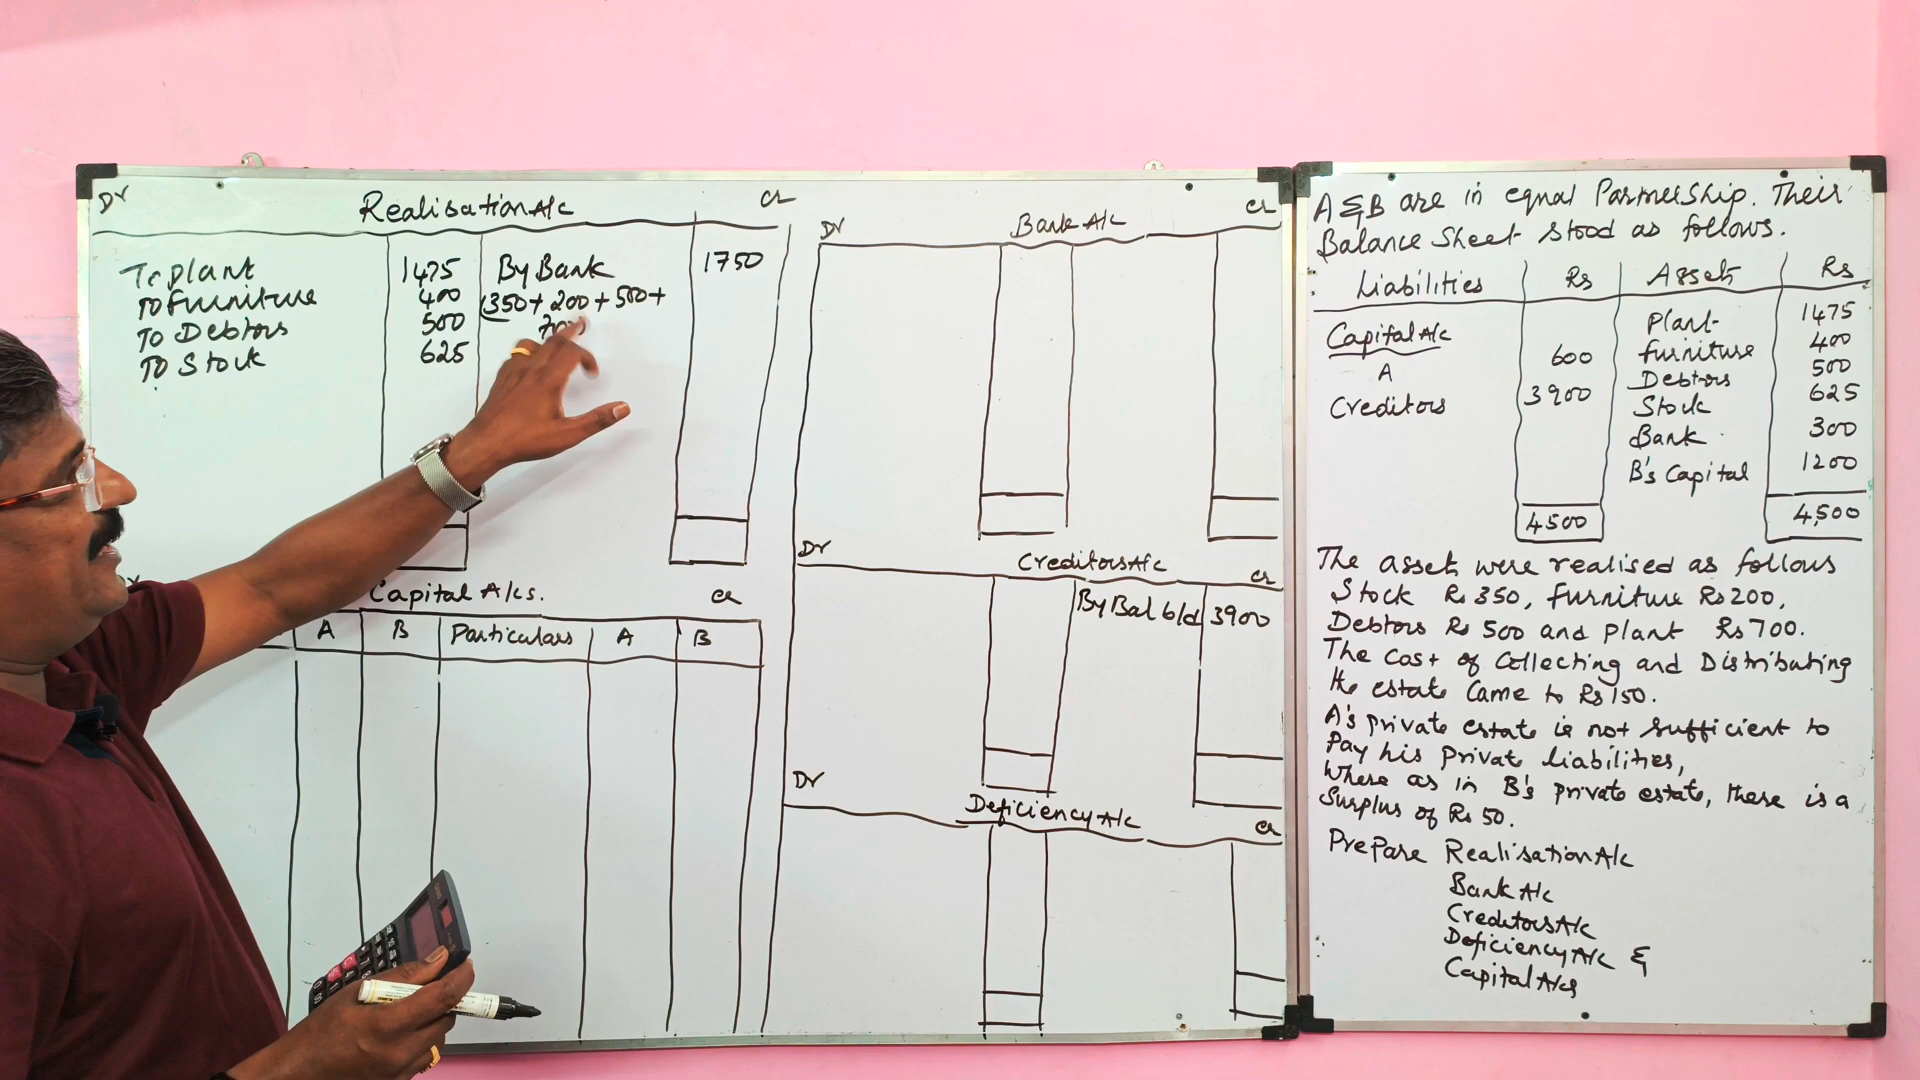 Dr Realisation A/c Cr
To Plant 1475 By Bank 1750
To Furniture 400 (350+ 200 + 500+
To Debtors 500
To Stock 625
Capital A/cs. Cr
A B Particulars A B
Dr Bank A/c Cr
Dr Creditors A/c Cr
By Bal b/d 3900
Dr Deficiency A/c Cr
A & B are in equal Partnership. Their
Balance Sheet stood as follows.
Liabilities Rs Assets Rs
Capital A/c Plant 1475
A 600 Furniture 400
Creditors 3900 Debtors 500
Stock 625
Bank 300
B's Capital 1200
4500 4,500
The assets were realised as follows
Stock Rs 350, furniture Rs 200,
Debtors Rs 500 and Plant Rs 700.
The cost of Collecting and Distributing
the estate Came to Rs 150.
A's private estate is not sufficient to
Pay his Private liabilities,
Where as in B's private estate, there is a
Surplus of Rs 50.
Prepare Realisation A/c
Bank A/c
Creditors A/c
Deficiency A/c &
Capital A/cs